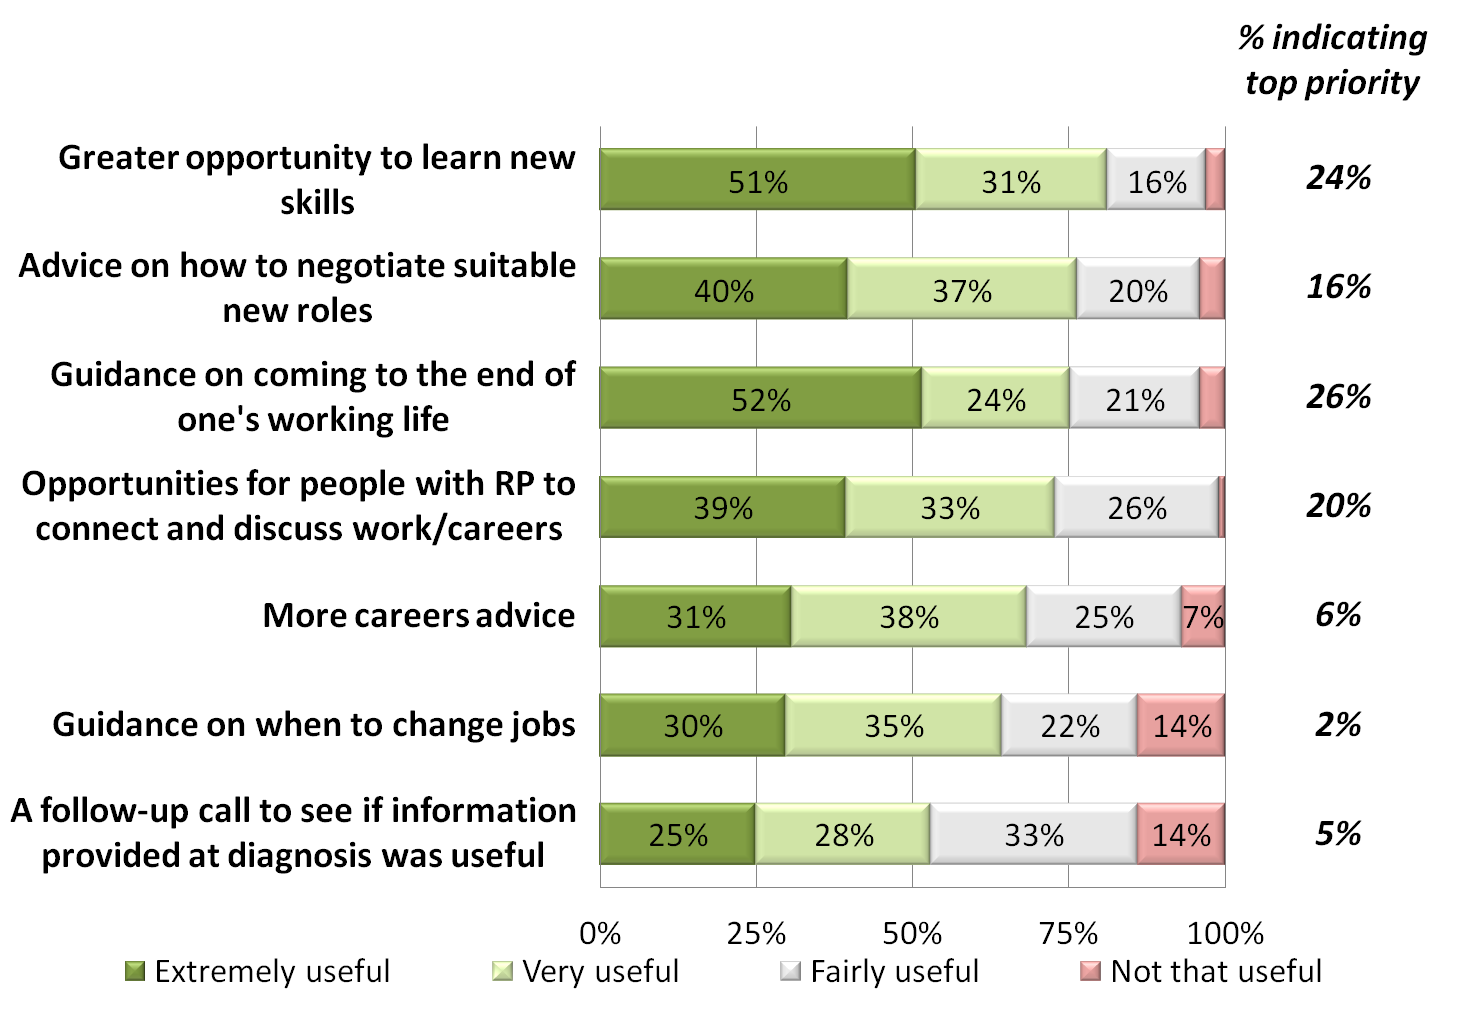 % indicating
top priority
Greater opportunity to learn new
skills
51% 31% 16% 24%
Advice on how to negotiate suitable
new roles
40% 37% 20% 16%
Guidance on coming to the end of
one's working life
52% 24% 21% 26%
Opportunities for people with RP to
connect and discuss work/careers
39% 33% 26% 20%
More careers advice
31% 38% 25% 7% 6%
Guidance on when to change jobs
30% 35% 22% 14% 2%
A follow-up call to see if information
provided at diagnosis was useful
25% 28% 33% 14% 5%
0% 25% 50% 75% 100%
Extremely useful Very useful Fairly useful Not that useful